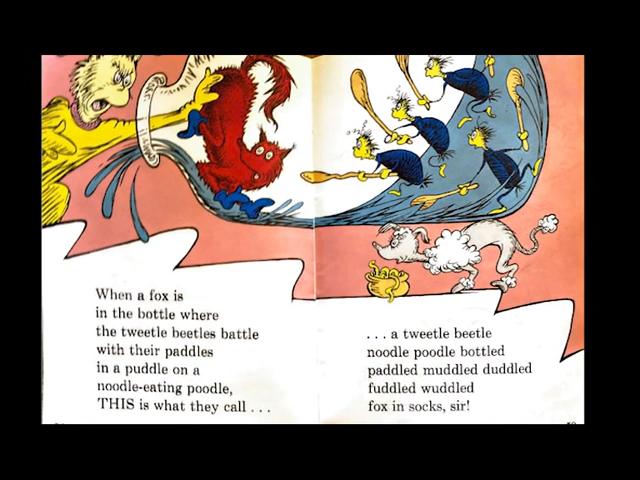 When a fox is
in the bottle where
the tweetle beetles battle
with their paddles
in a puddle on a
noodle-eating poodle,
THIS is what they call . . .
. . . a tweetle beetle
noodle poodle bottled
paddled muddled duddled
fuddled wuddled
fox in socks, sir!